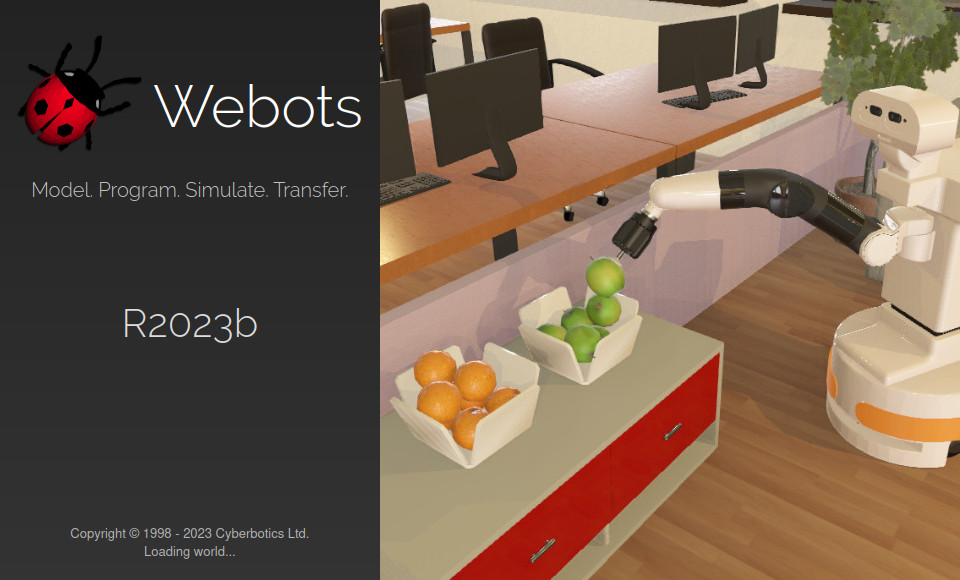 Webots
Model. Program. Simulate. Transfer.
R2023b
Copyright © 1998 - 2023 Cyberbotics Ltd.
Loading world...